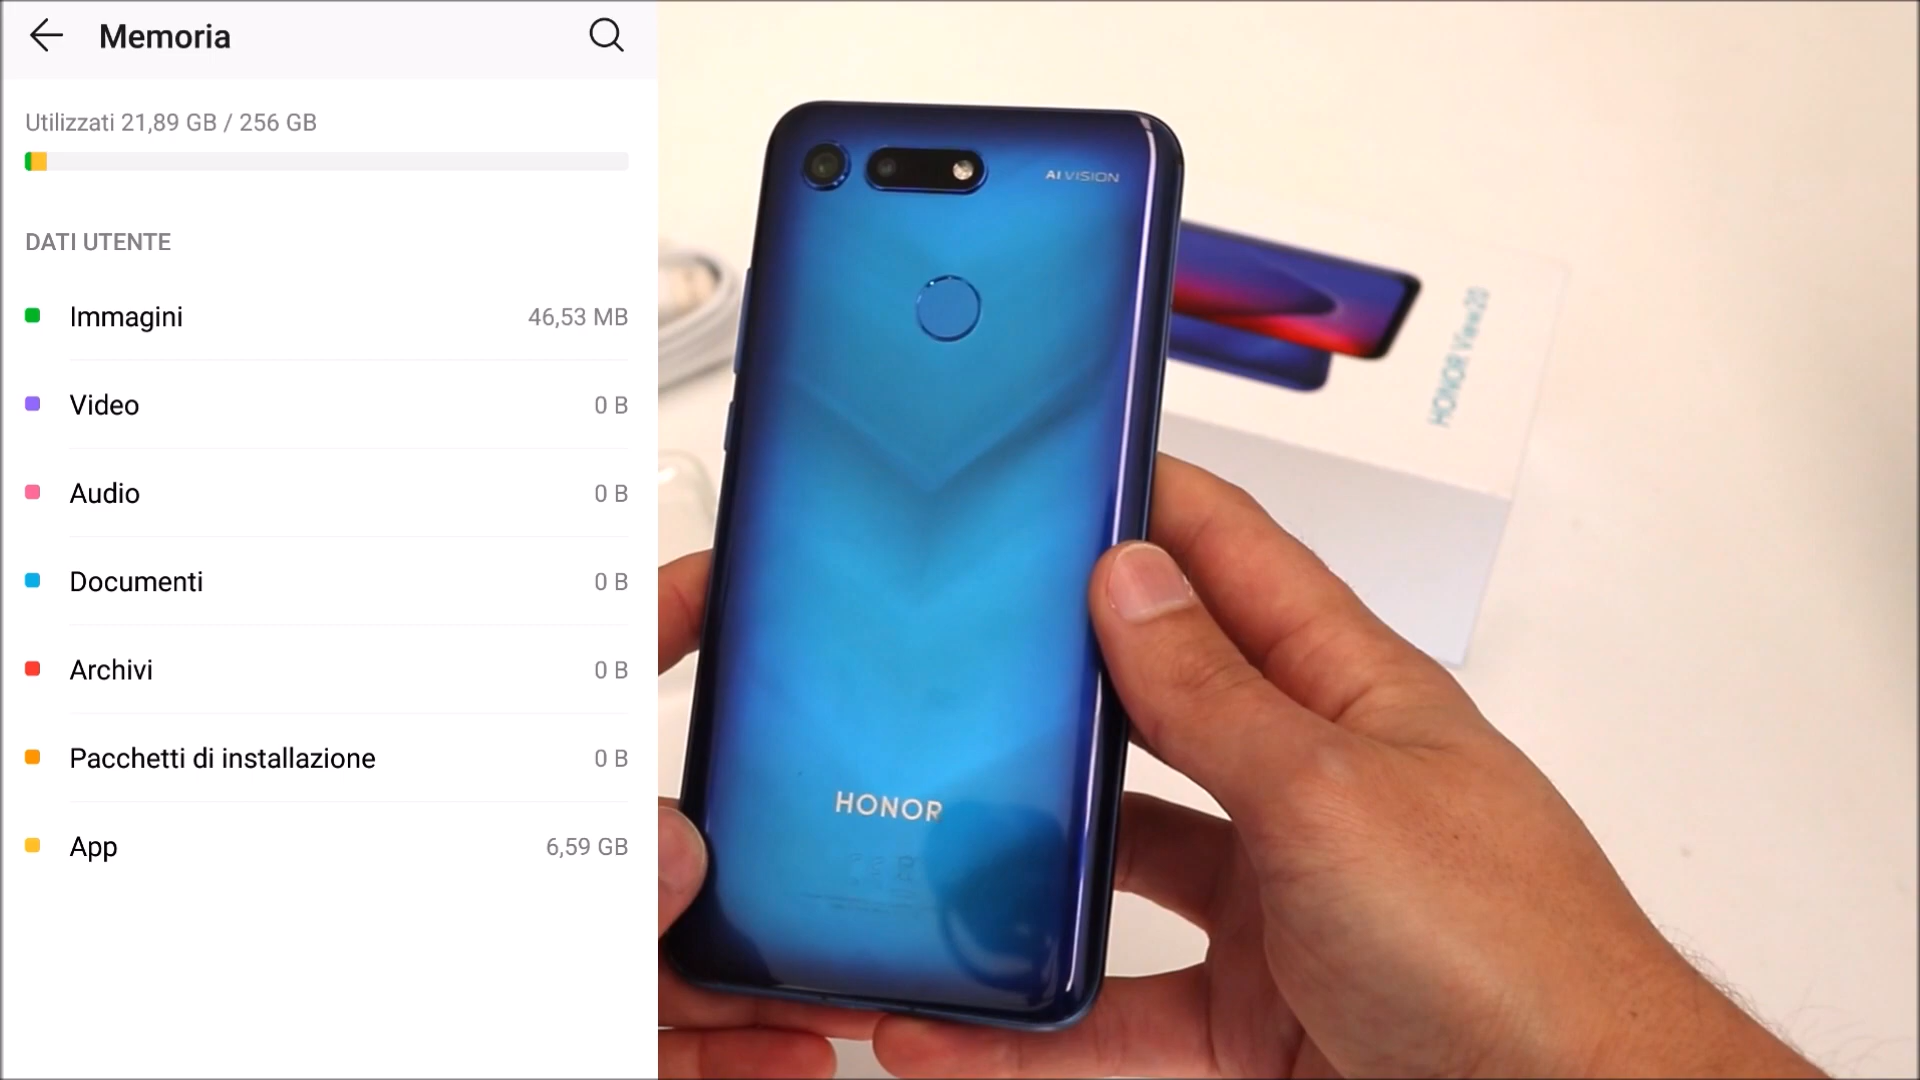 Memoria
Utilizzati 21,89 GB / 256 GB
DATI UTENTE
Immagini 46,53 MB
Video 0 B
Audio 0 B
Documenti 0 B
Archivi 0 B
Pacchetti di installazione 0 B
App 6,59 GB
AI VISION
HONOR View20
HONOR